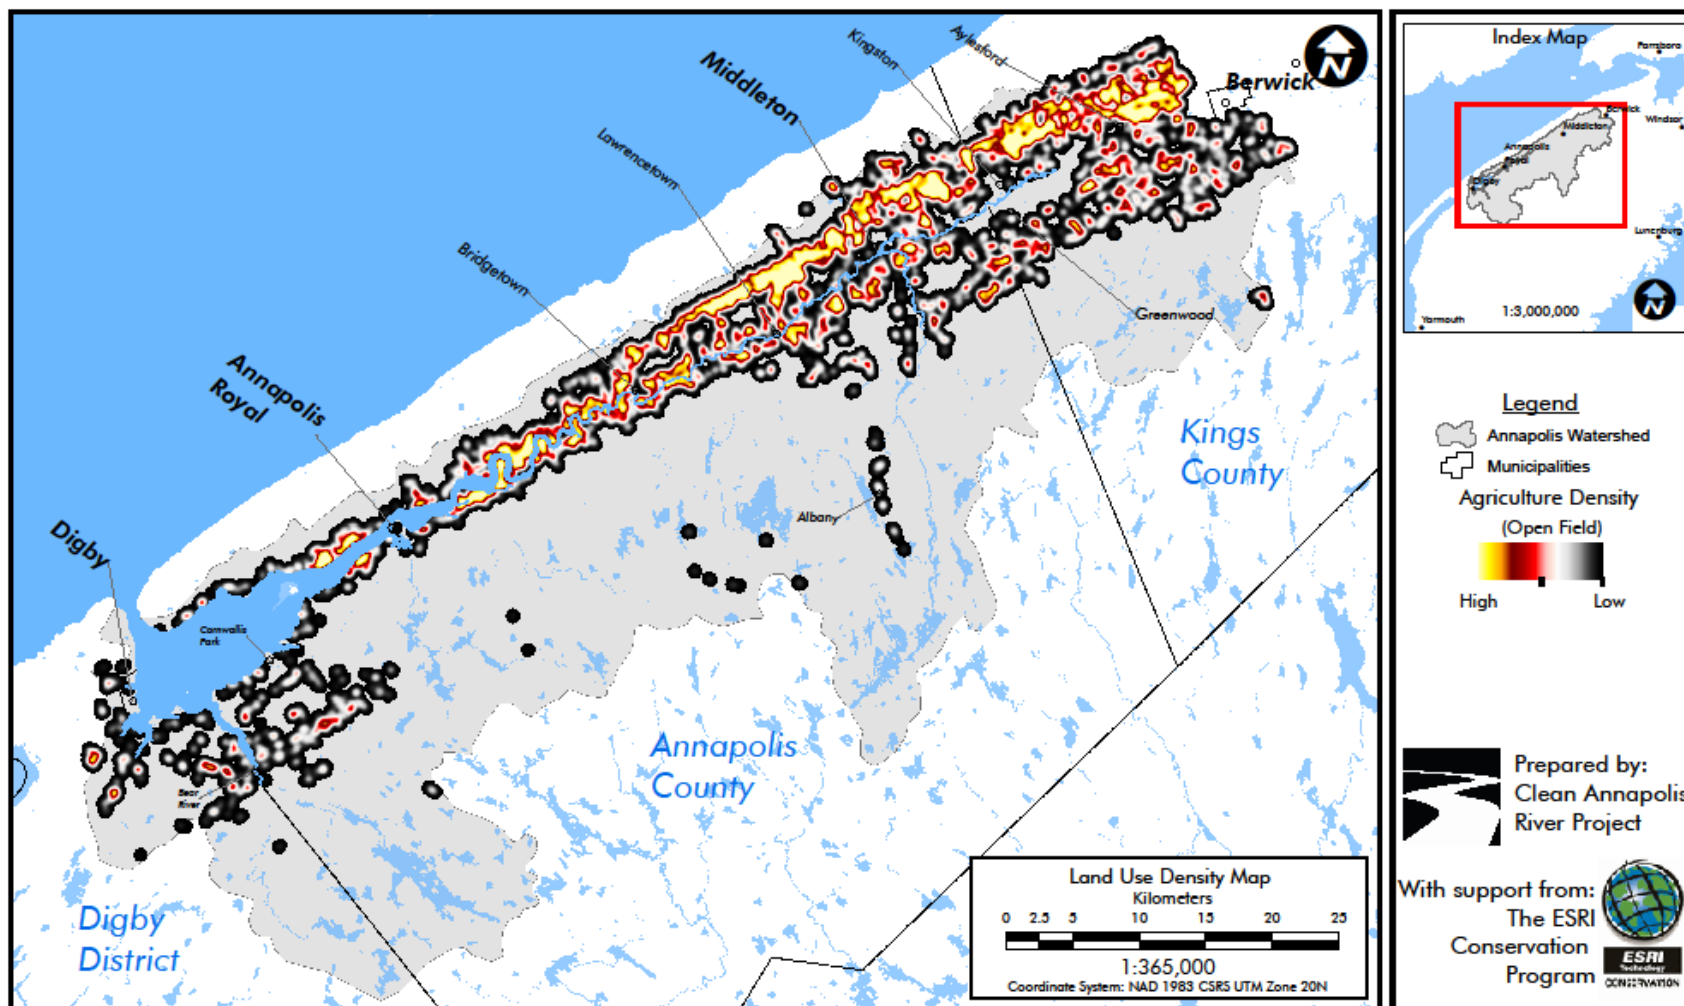 Kingston
Aylesford
Middleton
Berwick
N
Lawrencetown
Bridgetown
Greenwood
Annapolis
Royal
Kings
County
Albany
Digby
Cornwallis
Park
Annapolis
County
Bear
River
Digby
District
Land Use Density Map
Kilometers
0 2.5 5 10 15 20 25
1:365,000
Coordinate System: NAD 1983 CSRS UTM Zone 20N
Index Map
Parrsboro
Berwick
Middleton
Windsor
Annapolis
Royal
Digby
Lunenburg
N
Yarmouth
1:3,000,000
Legend
Annapolis Watershed
Municipalities
Agriculture Density
(Open Field)
High Low
Prepared by:
Clean Annapolis
River Project
With support from:
The ESRI
Conservation
Program
ESRI
Technology
CONSERVATION